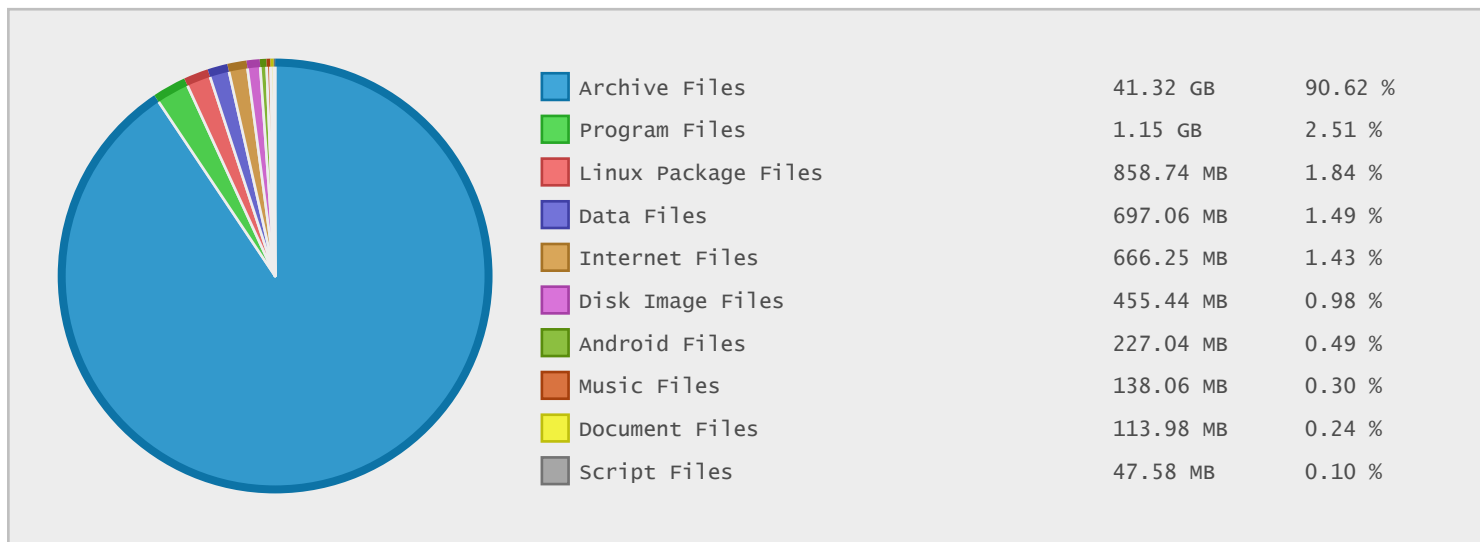 Archive Files 41.32 GB 90.62 %
Program Files 1.15 GB 2.51 %
Linux Package Files 858.74 MB 1.84 %
Data Files 697.06 MB 1.49 %
Internet Files 666.25 MB 1.43 %
Disk Image Files 455.44 MB 0.98 %
Android Files 227.04 MB 0.49 %
Music Files 138.06 MB 0.30 %
Document Files 113.98 MB 0.24 %
Script Files 47.58 MB 0.10 %